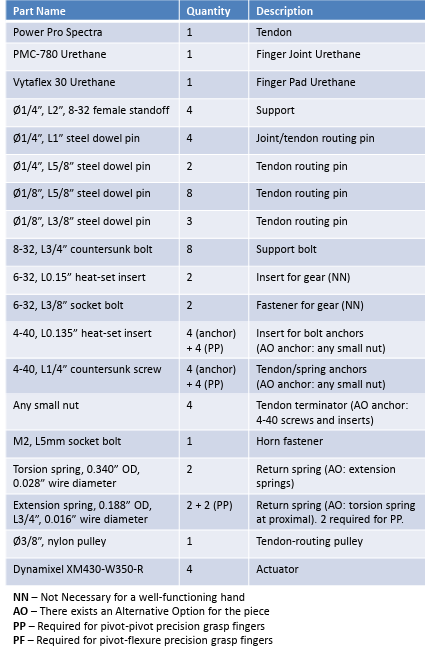 Part Name Quantity Description
Power Pro Spectra 1 Tendon
PMC-780 Urethane 1 Finger Joint Urethane
Vytaflex 30 Urethane 1 Finger Pad Urethane
Ø1/4”, L2”, 8-32 female standoff 4 Support
Ø1/4”, L1” steel dowel pin 4 Joint/tendon routing pin
Ø1/4”, L5/8” steel dowel pin 2 Tendon routing pin
Ø1/8”, L5/8” steel dowel pin 8 Tendon routing pin
Ø1/8”, L3/8” steel dowel pin 3 Tendon routing pin
8-32, L3/4” countersunk bolt 8 Support bolt
6-32, L0.15” heat-set insert 2 Insert for gear (NN)
6-32, L3/8” socket bolt 2 Fastener for gear (NN)
4-40, L0.135” heat-set insert 4 (anchor) Insert for bolt anchors
+ 4 (PP) (AO anchor: any small nut)
4-40, L1/4” countersunk screw 4 (anchor) Tendon/spring anchors
+ 4 (PP) (AO anchor: any small nut)
Any small nut 4 Tendon terminator (AO anchor:
4-40 screws and inserts)
M2, L5mm socket bolt 1 Horn fastener
Torsion spring, 0.340” OD, 2 Return spring (AO: extension
0.028” wire diameter springs)
Extension spring, 0.188” OD, 2 + 2 (PP) Return spring (AO: torsion spring
L3/4”, 0.016” wire diameter at proximal). 2 required for PP.
Ø3/8”, nylon pulley 1 Tendon-routing pulley
Dynamixel XM430-W350-R 4 Actuator
NN – Not Necessary for a well-functioning hand
AO – There exists an Alternative Option for the piece
PP – Required for pivot-pivot precision grasp fingers
PF – Required for pivot-flexure precision grasp fingers